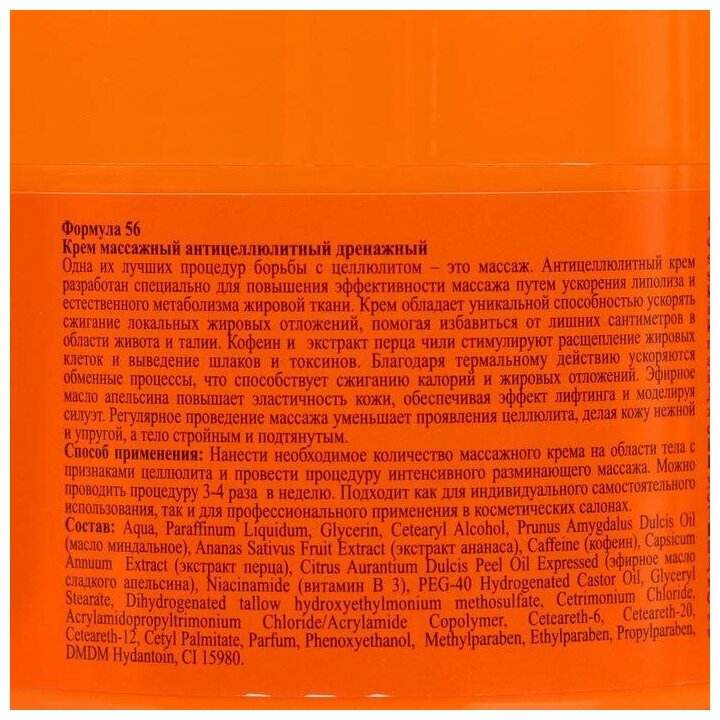 Формула 56
Крем массажный антицеллюлитный дренажный
Одна их лучших процедур борьбы с целлюлитом – это массаж. Антицеллюлитный крем
разработан специально для повышения эффективности массажа путем ускорения липолиза и
естественного метаболизма жировой ткани. Крем обладает уникальной способностью ускорять
сжигание локальных жировых отложений, помогая избавиться от лишних сантиметров в
области живота и талии. Кофеин и экстракт перца чили стимулируют расщепление жировых
клеток и выведение шлаков и токсинов. Благодаря термальному действию ускоряются
обменные процессы, что способствует сжиганию калорий и жировых отложений. Эфирное
масло апельсина повышает эластичность кожи, обеспечивая эффект лифтинга и моделируя
силуэт. Регулярное проведение массажа уменьшает проявления целлюлита, делая кожу нежной
и упругой, а тело стройным и подтянутым.
Способ применения: Нанести необходимое количество массажного крема на области тела с
признаками целлюлита и провести процедуру интенсивного разминающего массажа. Можно
проводить процедуру 3-4 раза в неделю. Подходит как для индивидуального самостоятельного
использования, так и для профессионального применения в косметических салонах.
Состав: Aqua, Paraffinum Liquidum, Glycerin, Cetearyl Alcohol, Prunus Amygdalus Dulcis Oil
(масло миндальное), Ananas Sativus Fruit Extract (экстракт ананаса), Caffeine (кофеин), Capsicum
Annuum Extract (экстракт перца), Citrus Aurantium Dulcis Peel Oil Expressed (эфирное масло
сладкого апельсина), Niacinamide (витамин В 3), PEG-40 Hydrogenated Castor Oil, Glyceryl
Stearate, Dihydrogenated tallow hydroxyethylmonium methosulfate, Cetrimonium Chloride,
Acrylamidopropyltrimonium Chloride/Acrylamide Copolymer, Ceteareth-6, Ceteareth-20,
Ceteareth-12, Cetyl Palmitate, Parfum, Phenoxyethanol, Methylparaben, Ethylparaben, Propylparaben,
DMDM Hydantoin, CI 15980.